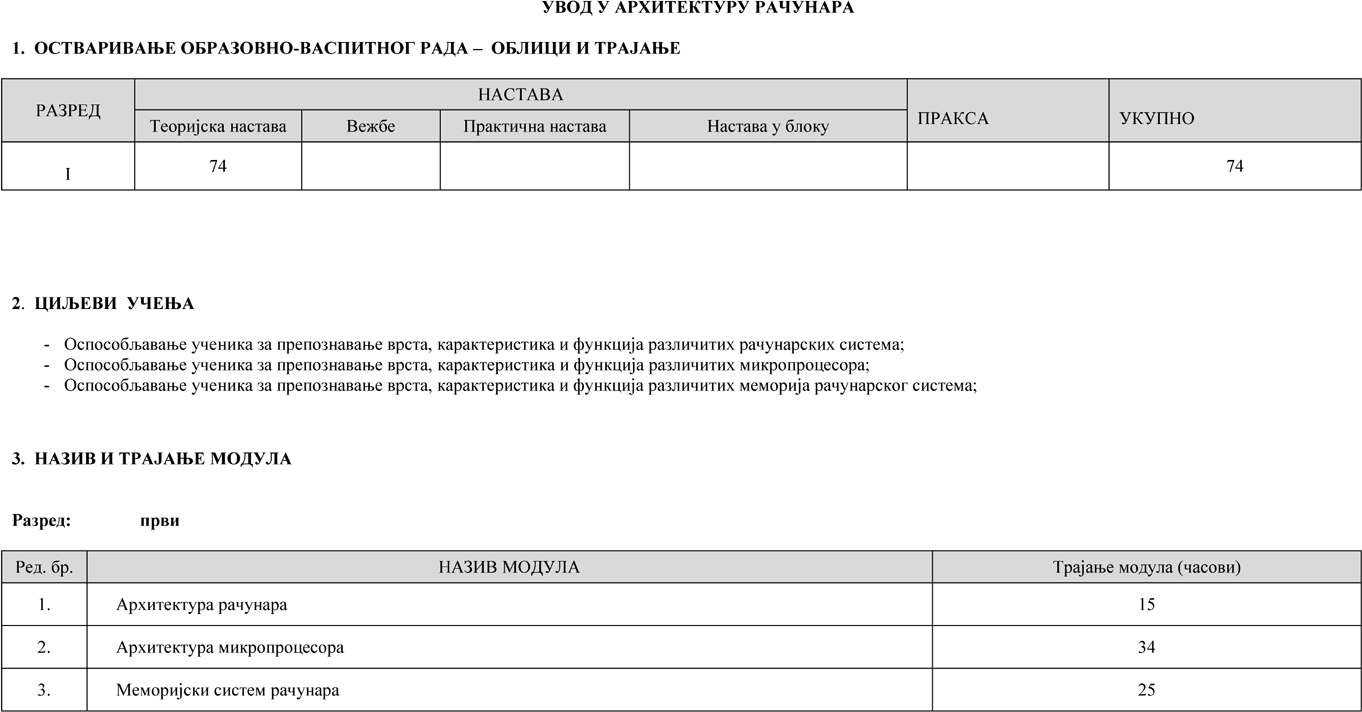 УВОД У АРХИТЕКТУРУ РАЧУНАРА
1. ОСТВАРИВАЊЕ ОБРАЗОВНО-ВАСПИТНОГ РАДА – ОБЛИЦИ И ТРАЈАЊЕ
РАЗРЕД НАСТАВА ПРАКСА УКУПНО
Теоријска настава Вежбе Практична настава Настава у блоку
I 74 74
2. ЦИЉЕВИ УЧЕЊА
- Оспособљавање ученика за препознавање врста, карактеристика и функција различитих рачунарских система;
- Оспособљавање ученика за препознавање врста, карактеристика и функција различитих микропроцесора;
- Оспособљавање ученика за препознавање врста, карактеристика и функција различитих меморија рачунарског система;
3. НАЗИВ И ТРАЈАЊЕ МОДУЛА
Разред: први
Ред. бр. НАЗИВ МОДУЛА Трајање модула (часови)
1. Архитектура рачунара 15
2. Архитектура микропроцесора 34
3. Меморијски систем рачунара 25